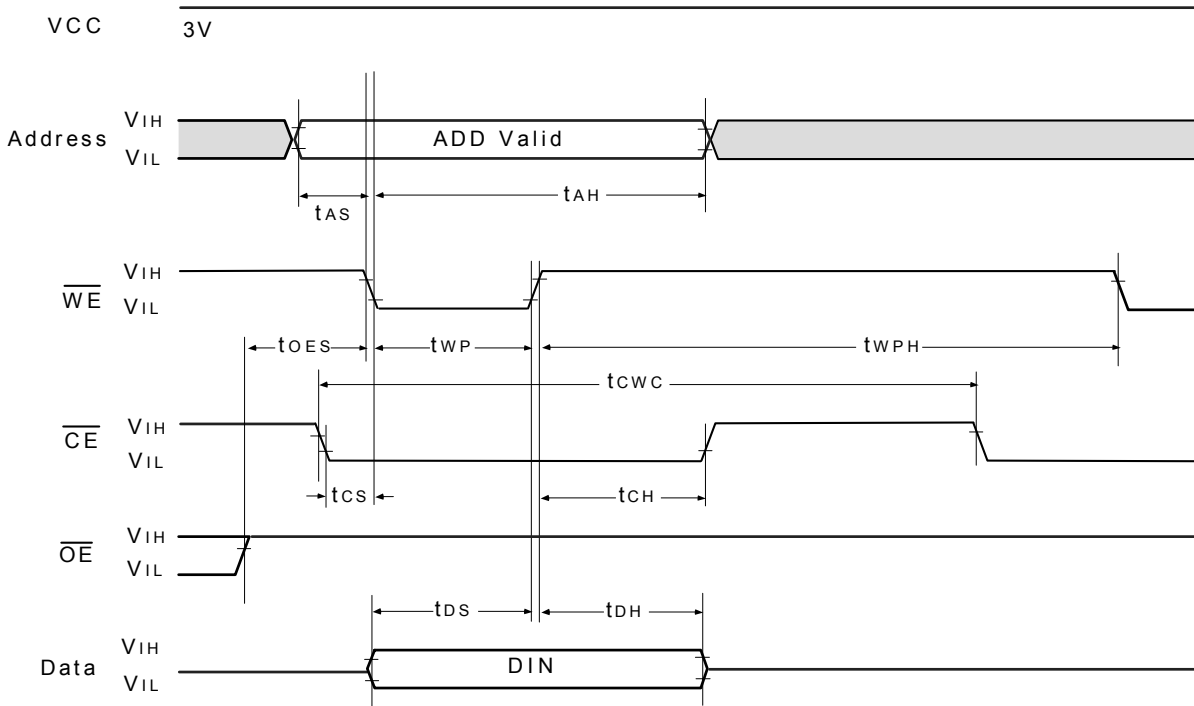 VCC 3V
Address VIH ADD Valid
VIL
tAS tAH
WE VIH
VIL
tOES tWP tWPH
tCWC
CE VIH
VIL
tCS tCH
OE VIH
VIL
tDS tDH
Data VIH DIN
VIL